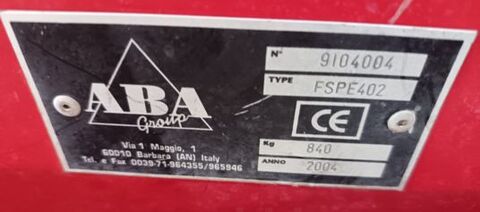 ABA
Group
Via 1 Maggio, 1
60010 Barbara (AN) Italy
Tel. e Fax 0039-71-964355/965946
N° 9104004
TYPE FSPE402
CE
Kg 840
ANNO 2004